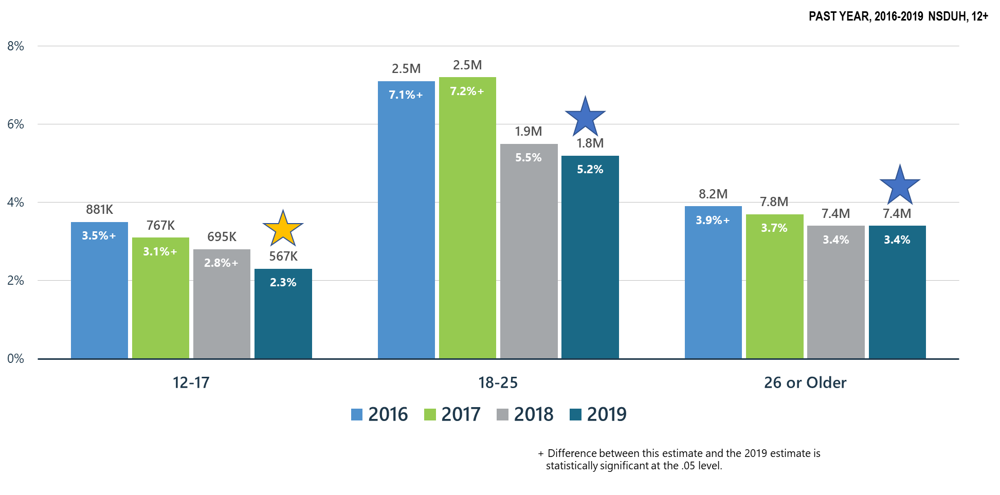 PAST YEAR, 2016-2019 NSDUH, 12+
8%
6%
4%
2%
0%
881K
3.5%+
767K
3.1%+
695K
2.8%+
567K
2.3%
2.5M
7.1%+
2.5M
7.2%+
1.9M
5.5%
1.8M
5.2%
8.2M
3.9%+
7.8M
3.7%
7.4M
3.4%
7.4M
3.4%
12-17
18-25
26 or Older
2016
2017
2018
2019
+ Difference between this estimate and the 2019 estimate is
statistically significant at the .05 level.